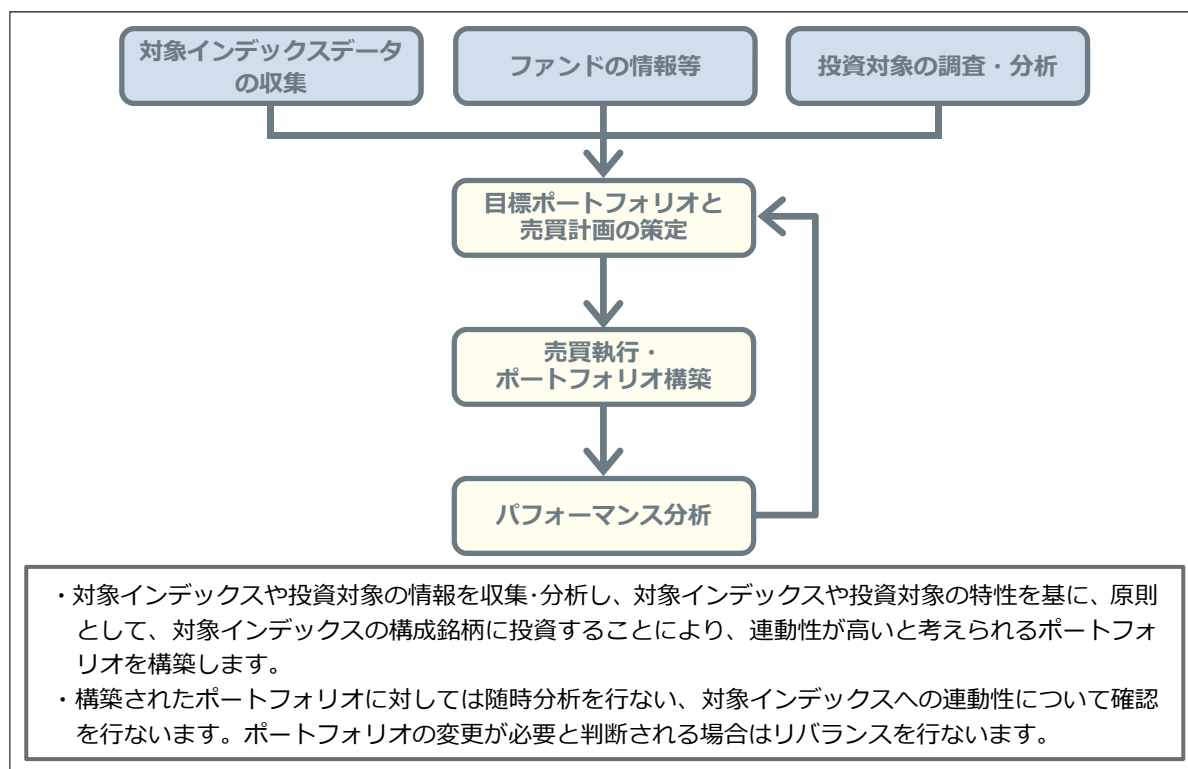 対象インデックスデータ
の収集
ファンドの情報等
投資対象の調査・分析
目標ポートフォリオと
売買計画の策定
売買執行・
ポートフォリオ構築
パフォーマンス分析
・対象インデックスや投資対象の情報を収集・分析し、対象インデックスや投資対象の特性を基に、原則
として、対象インデックスの構成銘柄に投資することにより、連動性が高いと考えられるポートフォ
リオを構築します。
・構築されたポートフォリオに対しては随時分析を行ない、対象インデックスへの連動性について確認
を行ないます。ポートフォリオの変更が必要と判断される場合はリバランスを行ないます。